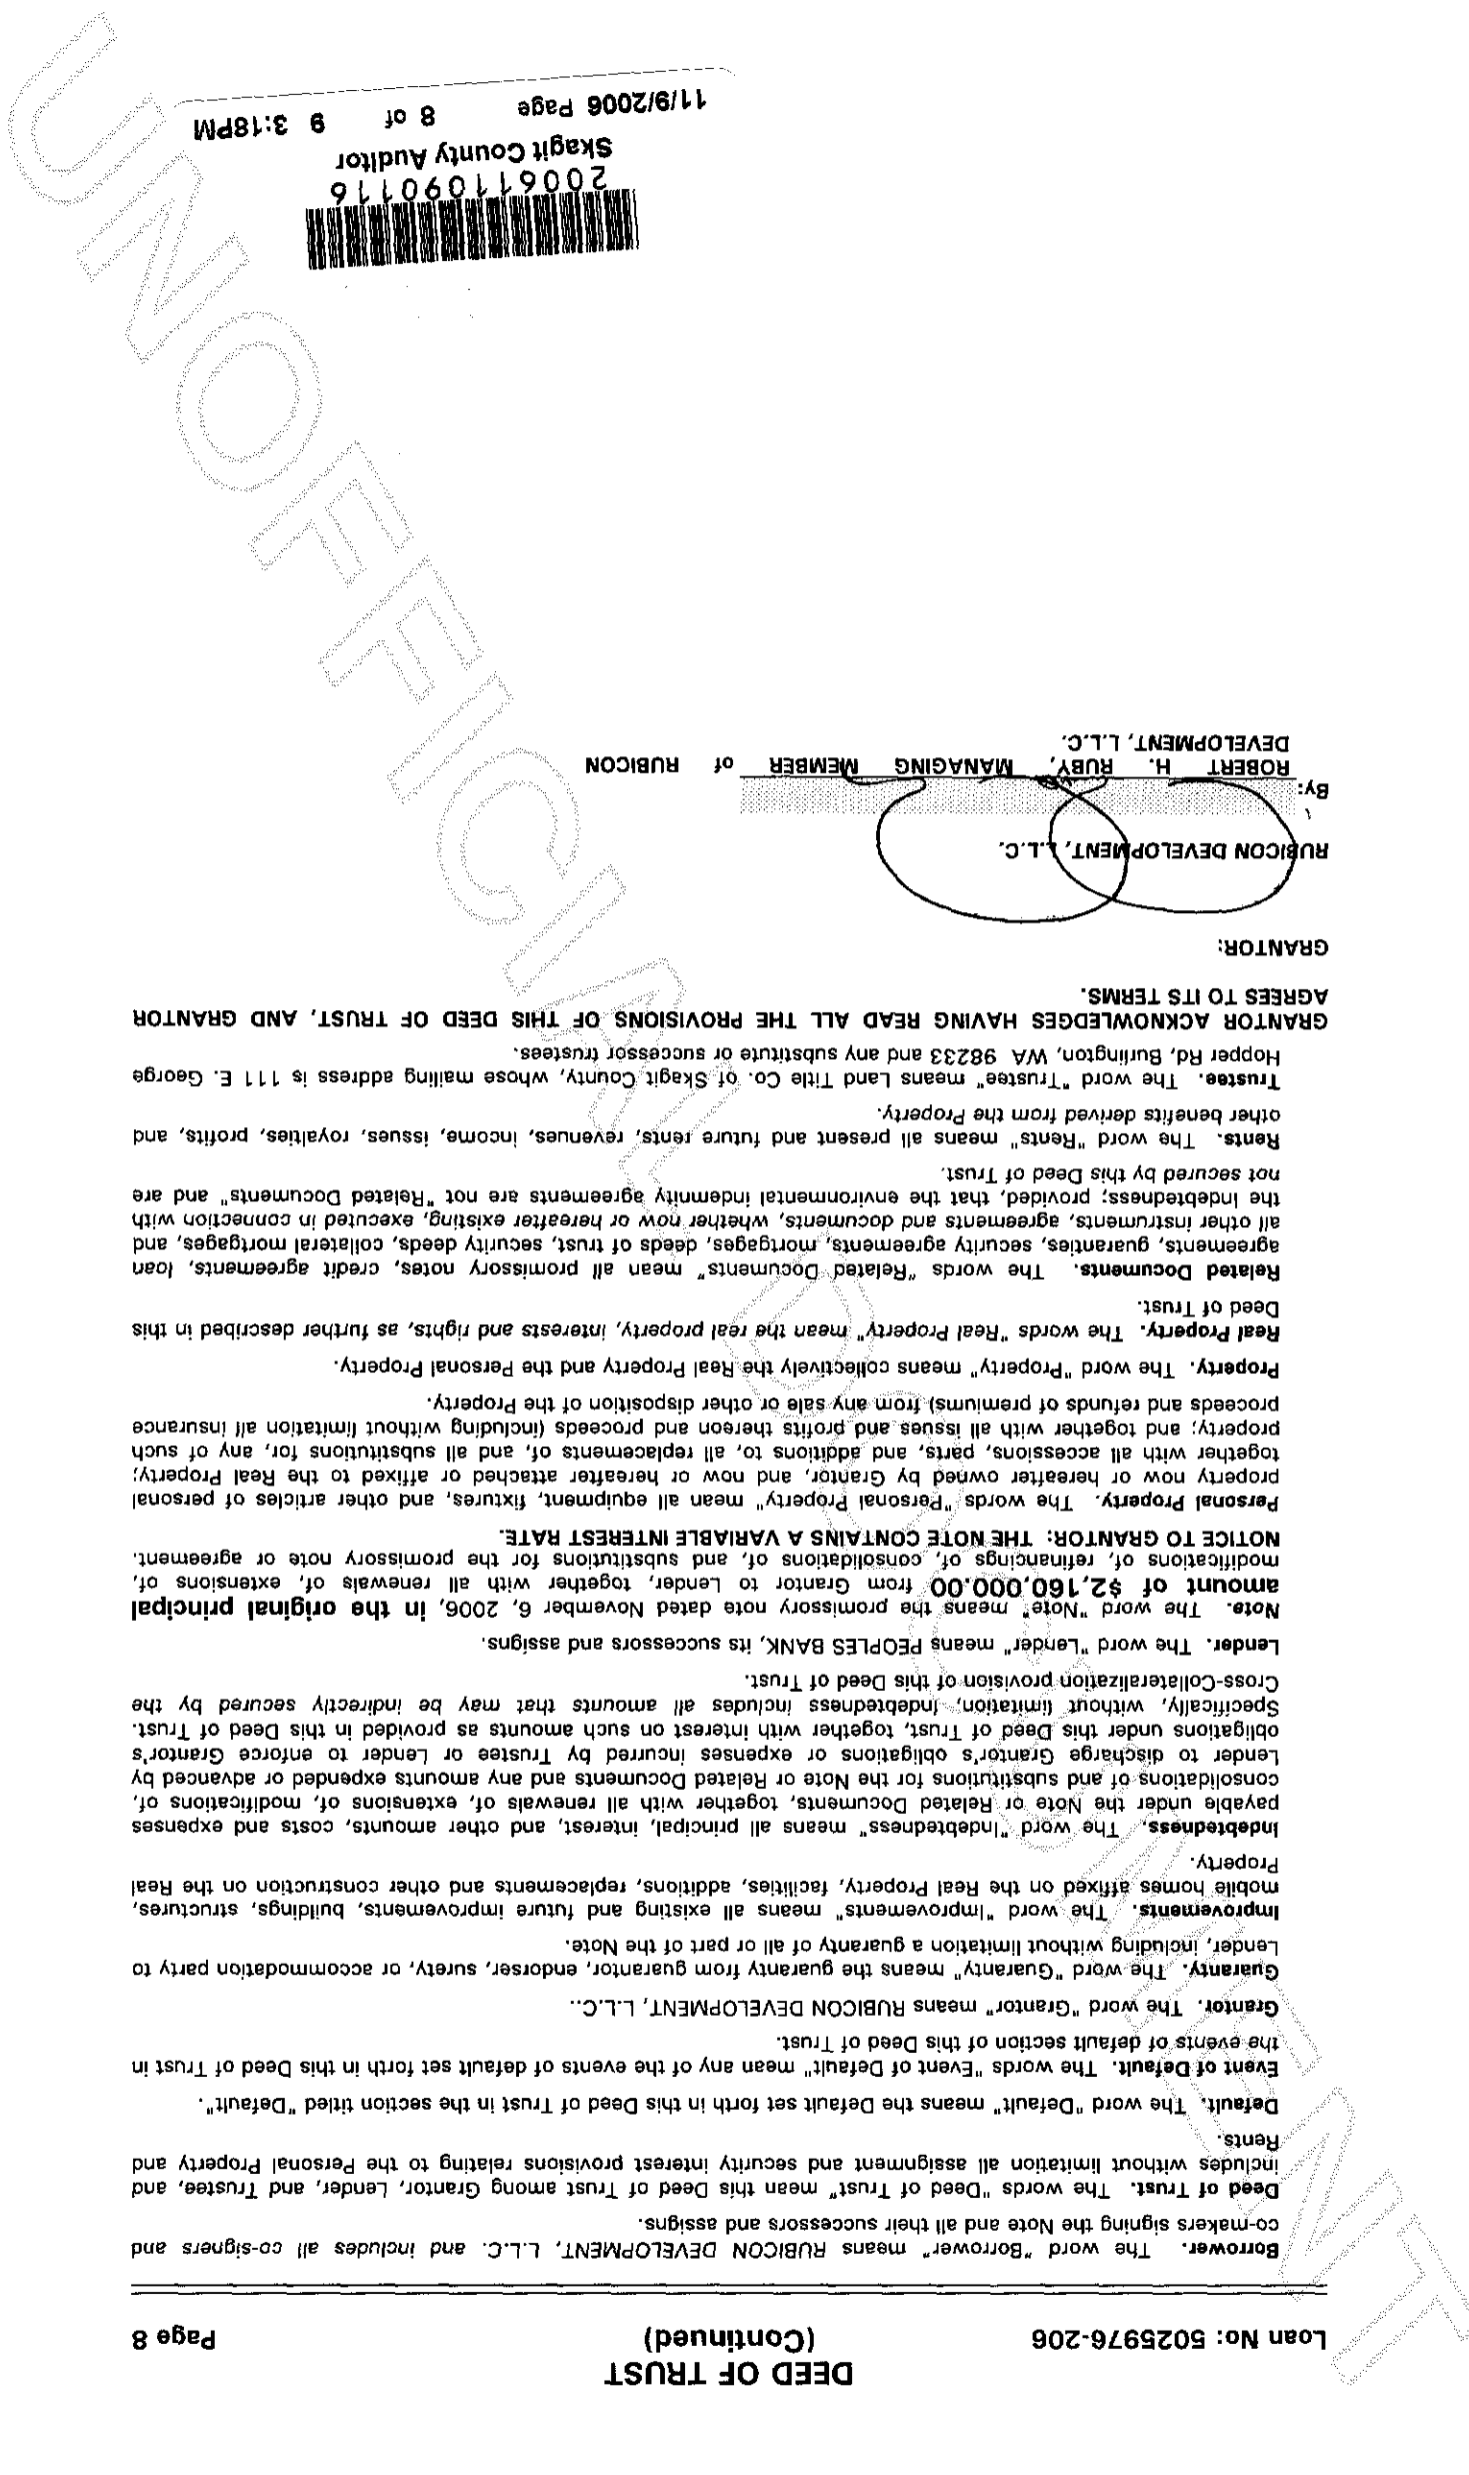 DEED OF TRUST
Loan No: 5025976-206 (Continued) Page 8
Borrower. The word "Borrower" means RUBICON DEVELOPMENT, L.L.C. and includes all co-signers and
co-makers signing the Note and all their successors and assigns.
Deed of Trust. The words "Deed of Trust" mean this Deed of Trust among Grantor, Lender, and Trustee, and
includes without limitation all assignment and security interest provisions relating to the Personal Property and
Rents.
Default. The word "Default" means the Default set forth in this Deed of Trust in the section titled "Default".
Event of Default. The words "Event of Default" mean any of the events of default set forth in this Deed of Trust in
the events of default section of this Deed of Trust.
Grantor. The word "Grantor" means RUBICON DEVELOPMENT, L.L.C..
Guaranty. The word "Guaranty" means the guaranty from guarantor, endorser, surety, or accommodation party to
Lender, including without limitation a guaranty of all or part of the Note.
Improvements. The word "Improvements" means all existing and future improvements, buildings, structures,
mobile homes affixed on the Real Property, facilities, additions, replacements and other construction on the Real
Property.
Indebtedness. The word "Indebtedness" means all principal, interest, and other amounts, costs and expenses
payable under the Note or Related Documents, together with all renewals of, extensions of, modifications of,
consolidations of and substitutions for the Note or Related Documents and any amounts expended or advanced by
Lender to discharge Grantor's obligations or expenses incurred by Trustee or Lender to enforce Grantor's
obligations under this Deed of Trust, together with interest on such amounts as provided in this Deed of Trust.
Specifically, without limitation, Indebtedness includes all amounts that may be indirectly secured by the
Cross-Collateralization provision of this Deed of Trust.
Lender. The word "Lender" means PEOPLES BANK, its successors and assigns.
Note. The word "Note" means the promissory note dated November 6, 2006, in the original principal
amount of $2,160,000.00 from Grantor to Lender, together with all renewals of, extensions of,
modifications of, refinancings of, consolidations of, and substitutions for the promissory note or agreement.
NOTICE TO GRANTOR: THE NOTE CONTAINS A VARIABLE INTEREST RATE.
Personal Property. The words "Personal Property" mean all equipment, fixtures, and other articles of personal
property now or hereafter owned by Grantor, and now or hereafter attached or affixed to the Real Property;
together with all accessions, parts, and additions to, all replacements of, and all substitutions for, any of such
property; and together with all issues and profits thereon and proceeds (including without limitation all insurance
proceeds and refunds of premiums) from any sale or other disposition of the Property.
Property. The word "Property" means collectively the Real Property and the Personal Property.
Real Property. The words "Real Property" mean the real property, interests and rights, as further described in this
Deed of Trust.
Related Documents. The words "Related Documents" mean all promissory notes, credit agreements, loan
agreements, guaranties, security agreements, mortgages, deeds of trust, security deeds, collateral mortgages, and
all other instruments, agreements and documents, whether now or hereafter existing, executed in connection with
the Indebtedness; provided, that the environmental indemnity agreements are not "Related Documents" and are
not secured by this Deed of Trust.
Rents. The word "Rents" means all present and future rents, revenues, income, issues, royalties, profits, and
other benefits derived from the Property.
Trustee. The word "Trustee" means Land Title Co. of Skagit County, whose mailing address is 111 E. George
Hopper Rd, Burlington, WA 98233 and any substitute or successor trustees.
GRANTOR ACKNOWLEDGES HAVING READ ALL THE PROVISIONS OF THIS DEED OF TRUST, AND GRANTOR
AGREES TO ITS TERMS.
GRANTOR:
RUBICON DEVELOPMENT, L.L.C.
By:
ROBERT H. RUBY, MANAGING MEMBER of RUBICON
DEVELOPMENT, L.L.C.
200611090116
Skagit County Auditor
11/9/2006 Page 8 of 9 3:18PM
UNOFFICIAL DOCUMENT